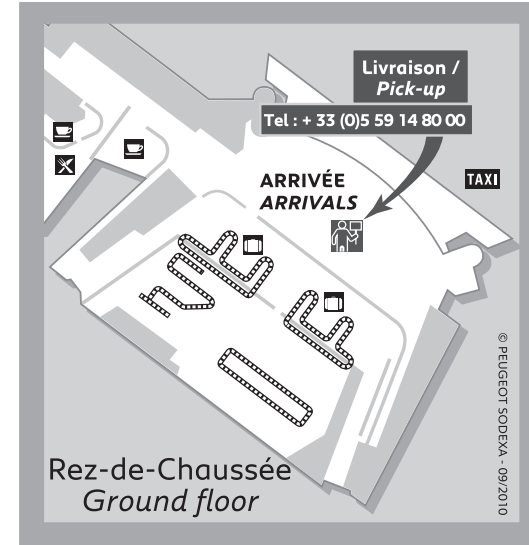 Livraison /
Pick-up
Tel : + 33 (0)5 59 14 80 00
ARRIVÉE
ARRIVALS
TAXI
© PEUGEOT SODEXA - 09/2010
Rez-de-Chaussée
Ground floor